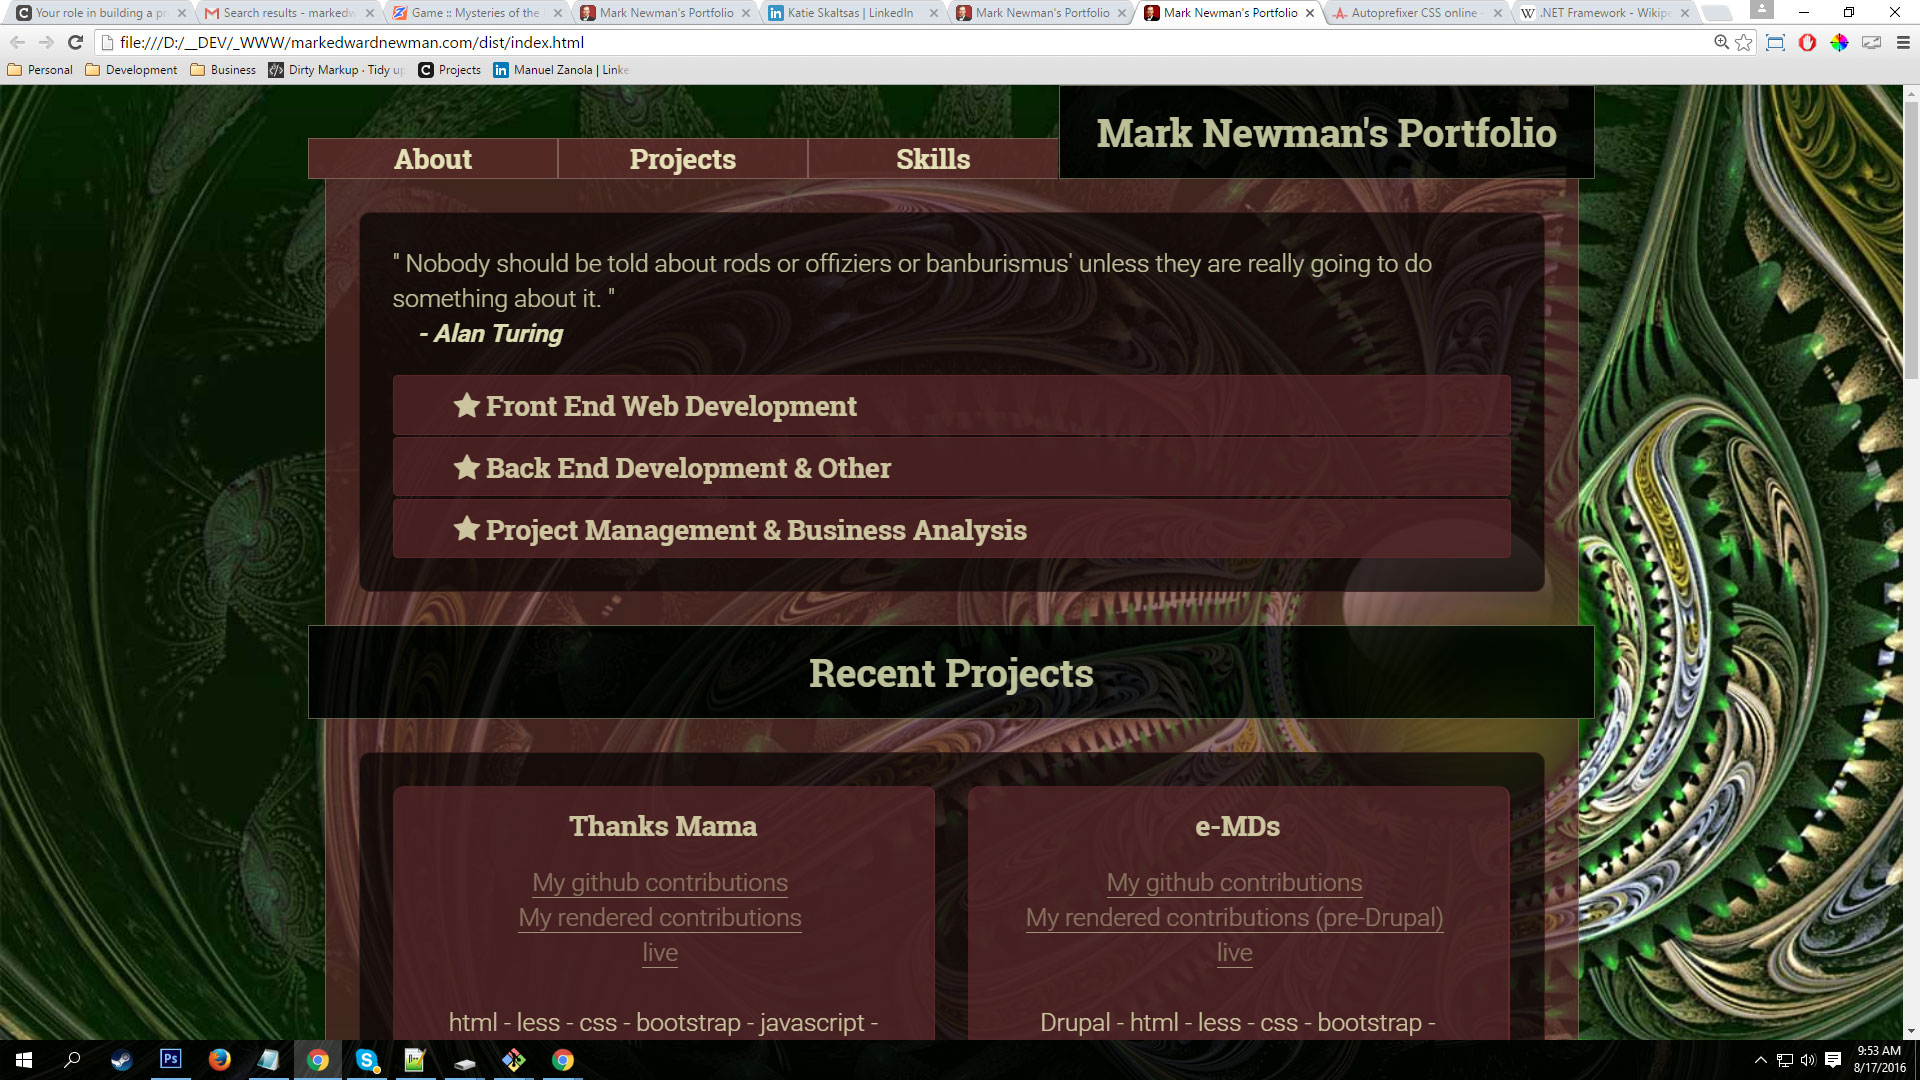 Your role in building a pr
Search results - markedw
Game :: Mysteries of the
Mark Newman's Portfolio
Katie Skaltsas | LinkedIn
Mark Newman's Portfolio
Mark Newman's Portfolio
Autoprefixer CSS online
.NET Framework - Wikipe
file:///D:/__DEV/_WWW/markedwardnewman.com/dist/index.html
Personal
Development
Business
Dirty Markup · Tidy up
Projects
Manuel Zanola | Linke
Mark Newman's Portfolio
About
Projects
Skills
" Nobody should be told about rods or offiziers or banburismus' unless they are really going to do
something about it. "
- Alan Turing
Front End Web Development
Back End Development & Other
Project Management & Business Analysis
Recent Projects
Thanks Mama
My github contributions
My rendered contributions
live
html - less - css - bootstrap - javascript -
e-MDs
My github contributions
My rendered contributions (pre-Drupal)
live
Drupal - html - less - css - bootstrap -
Ps
9:53 AM
8/17/2016